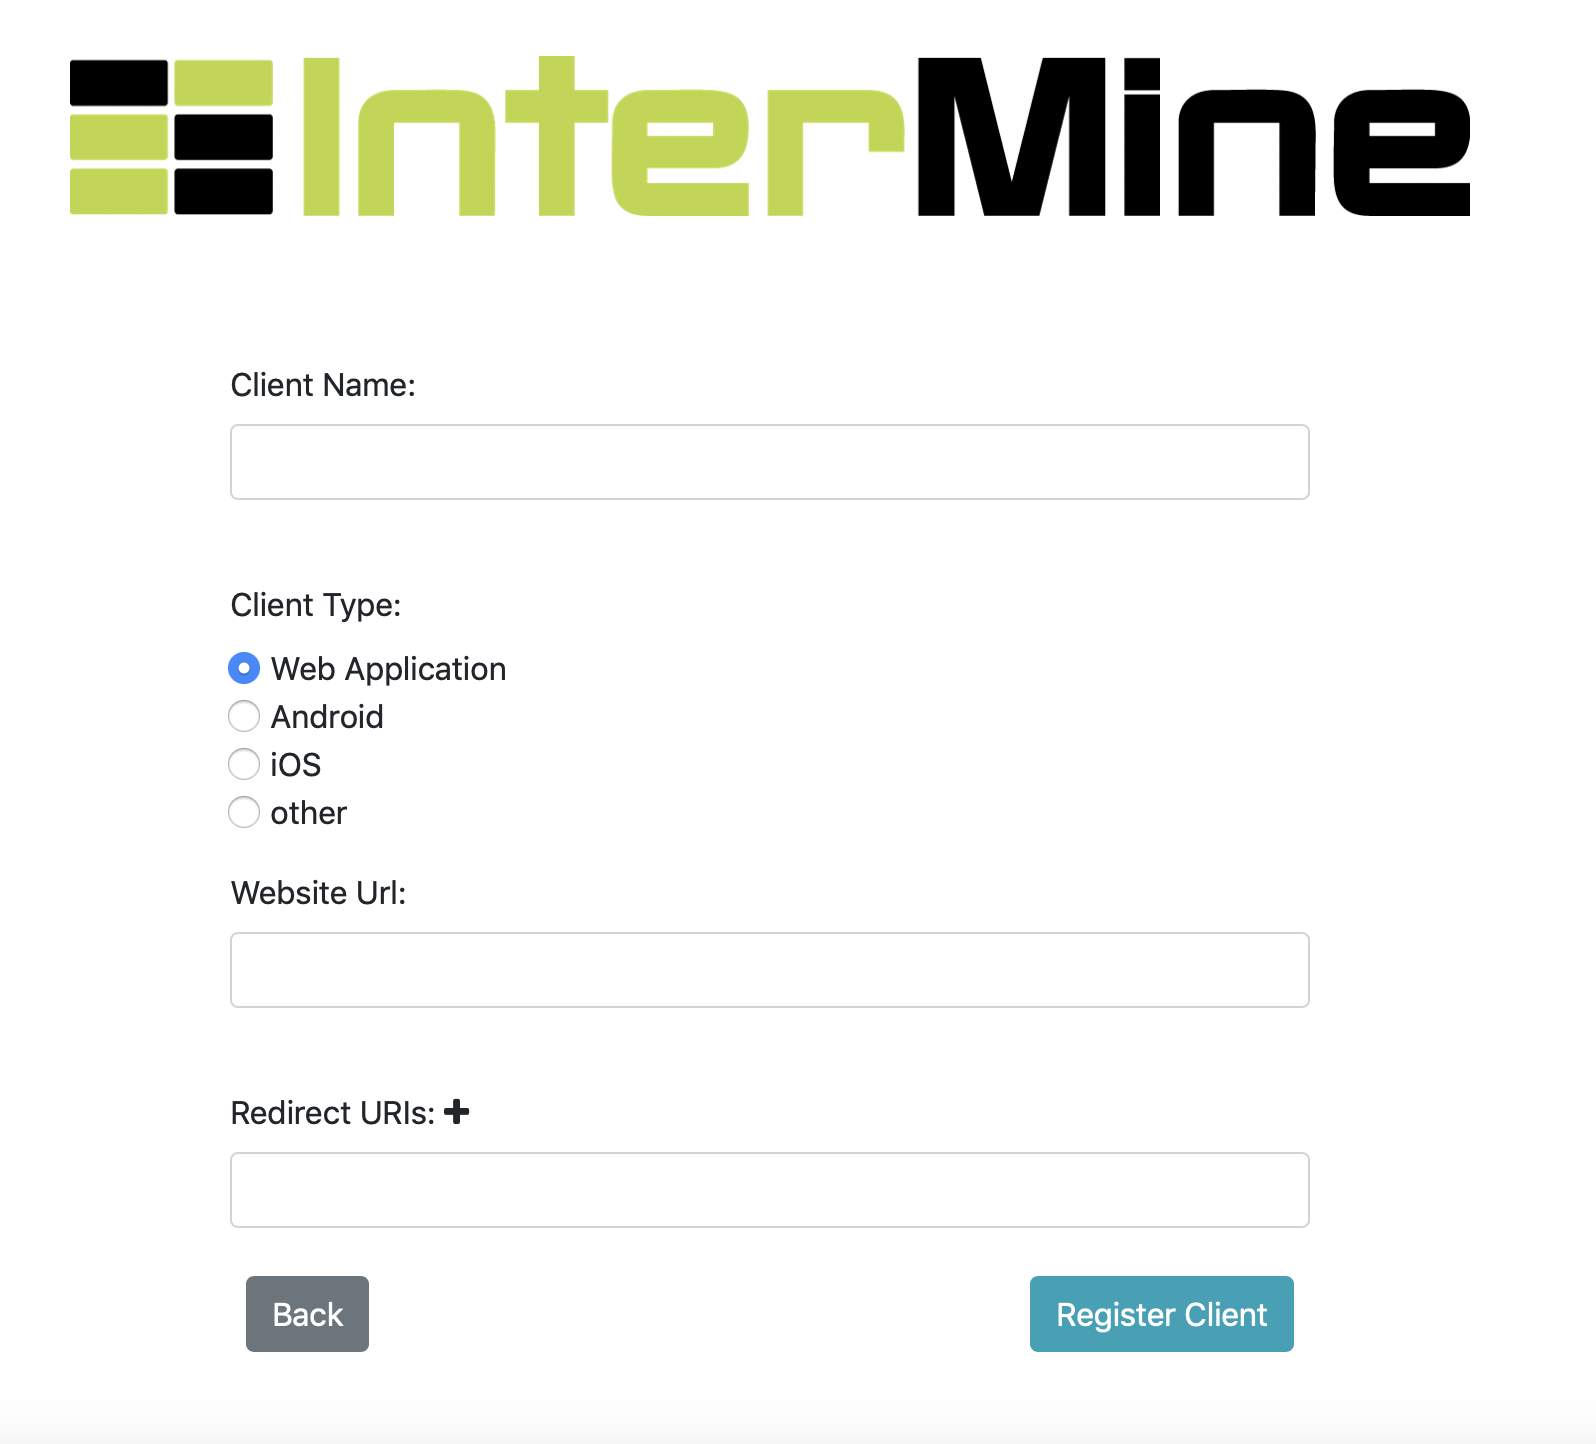 InterMine
Client Name:
Client Type:
Web Application
Android
iOS
other
Website Url:
Redirect URIs:
Back
Register Client